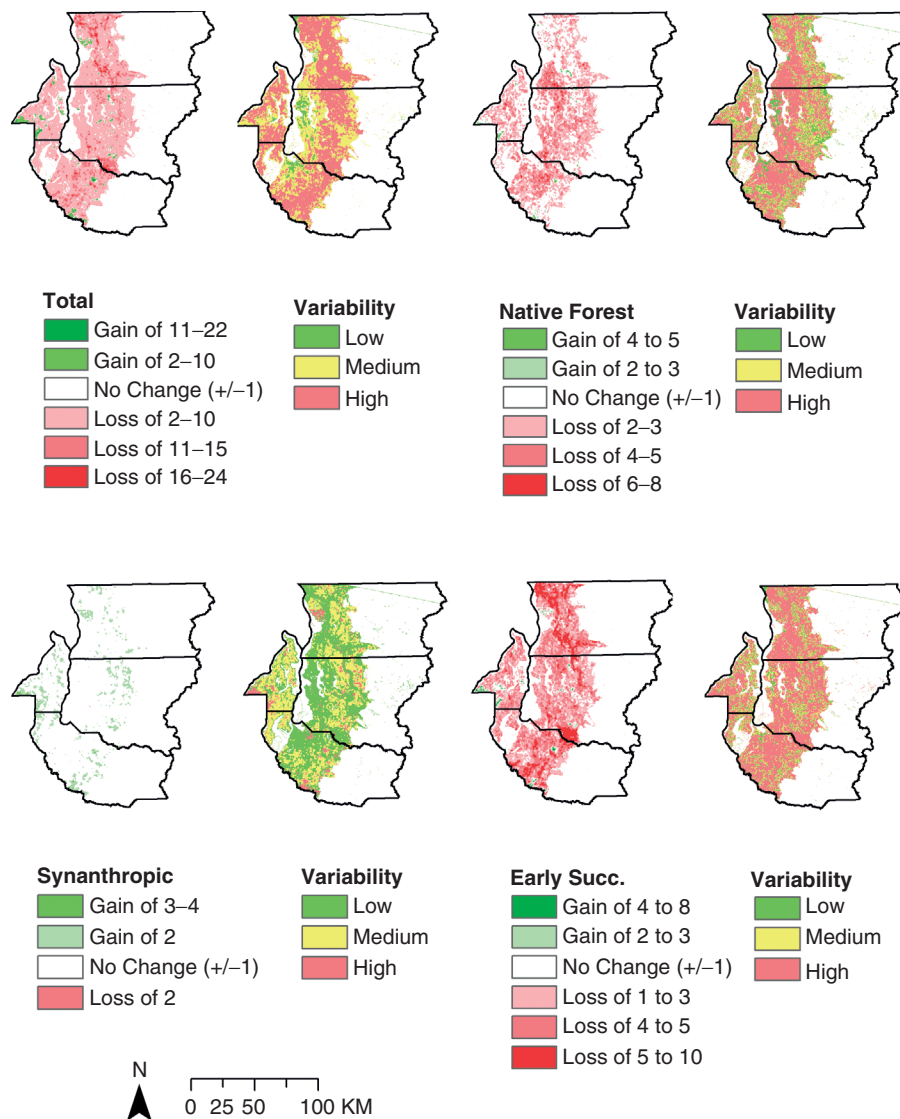 Total
Gain of 11–22
Gain of 2–10
No Change (+/–1)
Loss of 2–10
Loss of 11–15
Loss of 16–24
Variability
Low
Medium
High
Native Forest
Gain of 4 to 5
Gain of 2 to 3
No Change (+/–1)
Loss of 2–3
Loss of 4–5
Loss of 6–8
Variability
Low
Medium
High
Synanthropic
Gain of 3–4
Gain of 2
No Change (+/–1)
Loss of 2
Variability
Low
Medium
High
Early Succ.
Gain of 4 to 8
Gain of 2 to 3
No Change (+/–1)
Loss of 1 to 3
Loss of 4 to 5
Loss of 5 to 10
Variability
Low
Medium
High
N
0 25 50 100 KM